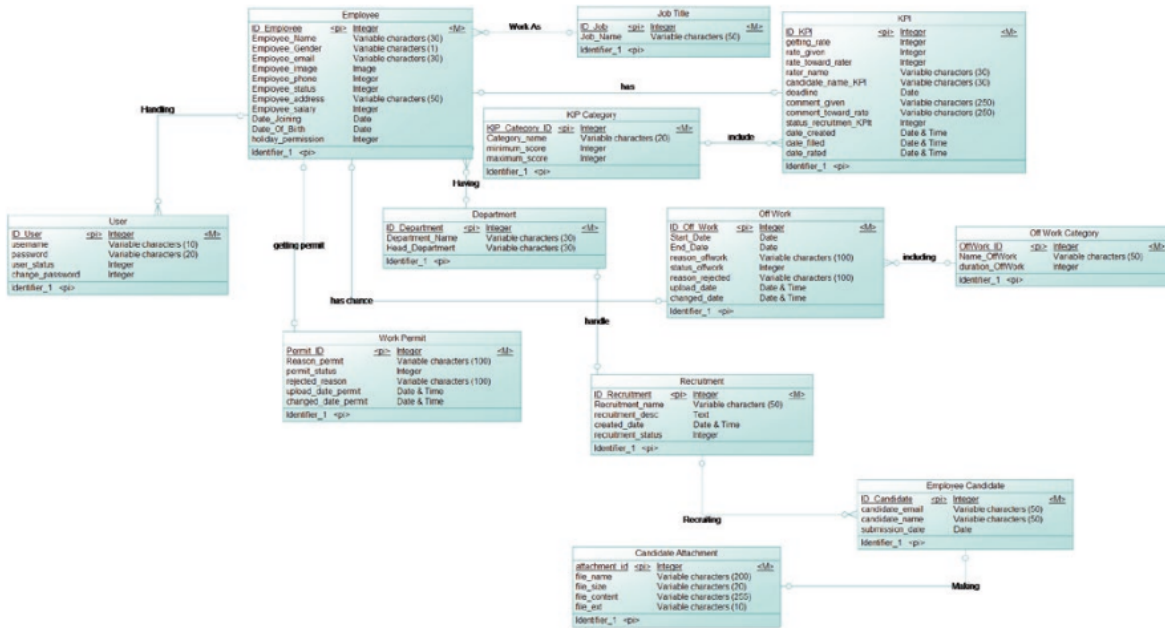 Employee
ID_Employee <pi> Integer <M>
Employee_Name Variable characters (30)
Employee_Gender Variable characters (1)
Employee_email Variable characters (30)
Employee_image Image
Employee_phone Integer
Employee_status Integer
Employee_address Variable characters (50)
Employee_salary Integer
Date_Joining Date
Date_Of_Birth Date
holiday_permission Integer
Identifier_1 <pi>
Work As
Job Title
ID_Job <pi> Integer <M>
Job_Name Variable characters (50)
Identifier_1 <pi>
KPI
ID_KPI <pi> Integer <M>
getting_rate Integer
rate_given Integer
rate_toward_rater Integer
rater_name Variable characters (30)
candidate_name_KPI Variable characters (30)
deadline Date
comment_given Variable characters (250)
comment_toward_rate Variable characters (250)
status_recruitmen_KPIt Integer
date_created Date & Time
date_filled Date & Time
date_rated Date & Time
Identifier_1 <pi>
has
Handing
KIP Category
KIP_Category_ID <pi> Integer <M>
Category_name Variable characters (20)
minimum_score Integer
maximum_score Integer
Identifier_1 <pi>
include
Having
User
ID_User <pi> Integer <M>
username Variable characters (10)
password Variable characters (20)
user_status Integer
change_password Integer
Identifier_1 <pi>
Department
ID_Department <pi> Integer <M>
Department_Name Variable characters (30)
Head_Department Variable characters (30)
Identifier_1 <pi>
Off Work
ID_Off_Work <pi> Integer <M>
Start_Date Date
End_Date Date
reason_offwork Variable characters (100)
status_offwork Integer
reason_rejected Variable characters (100)
upload_date Date & Time
changed_date Date & Time
Identifier_1 <pi>
including
Off Work Category
OffWork_ID <pi> Integer <M>
Name_OffWork Variable characters (50)
duration_OffWork Integer
Identifier_1 <pi>
getting permit
has chance
handle
Work Permit
Permit_ID <pi> Integer <M>
Reason_permit Variable characters (100)
permit_status Integer
rejected_reason Variable characters (100)
upload_date_permit Date & Time
changed_date_permit Date & Time
Identifier_1 <pi>
Recruitment
ID_Recruitment <pi> Integer <M>
Recruitment_name Variable characters (50)
recruitment_desc Text
created_date Date & Time
recruitment_status Integer
Identifier_1 <pi>
Recruiting
Employee Candidate
ID_Candidate <pi> Integer <M>
candidate_email Variable characters (50)
candidate_name Variable characters (50)
submission_date Date
Identifier_1 <pi>
Candidate Attachment
attachment_id <pi> Integer <M>
file_name Variable characters (200)
file_size Variable characters (20)
file_content Variable characters (255)
file_ext Variable characters (10)
Identifier_1 <pi>
Making